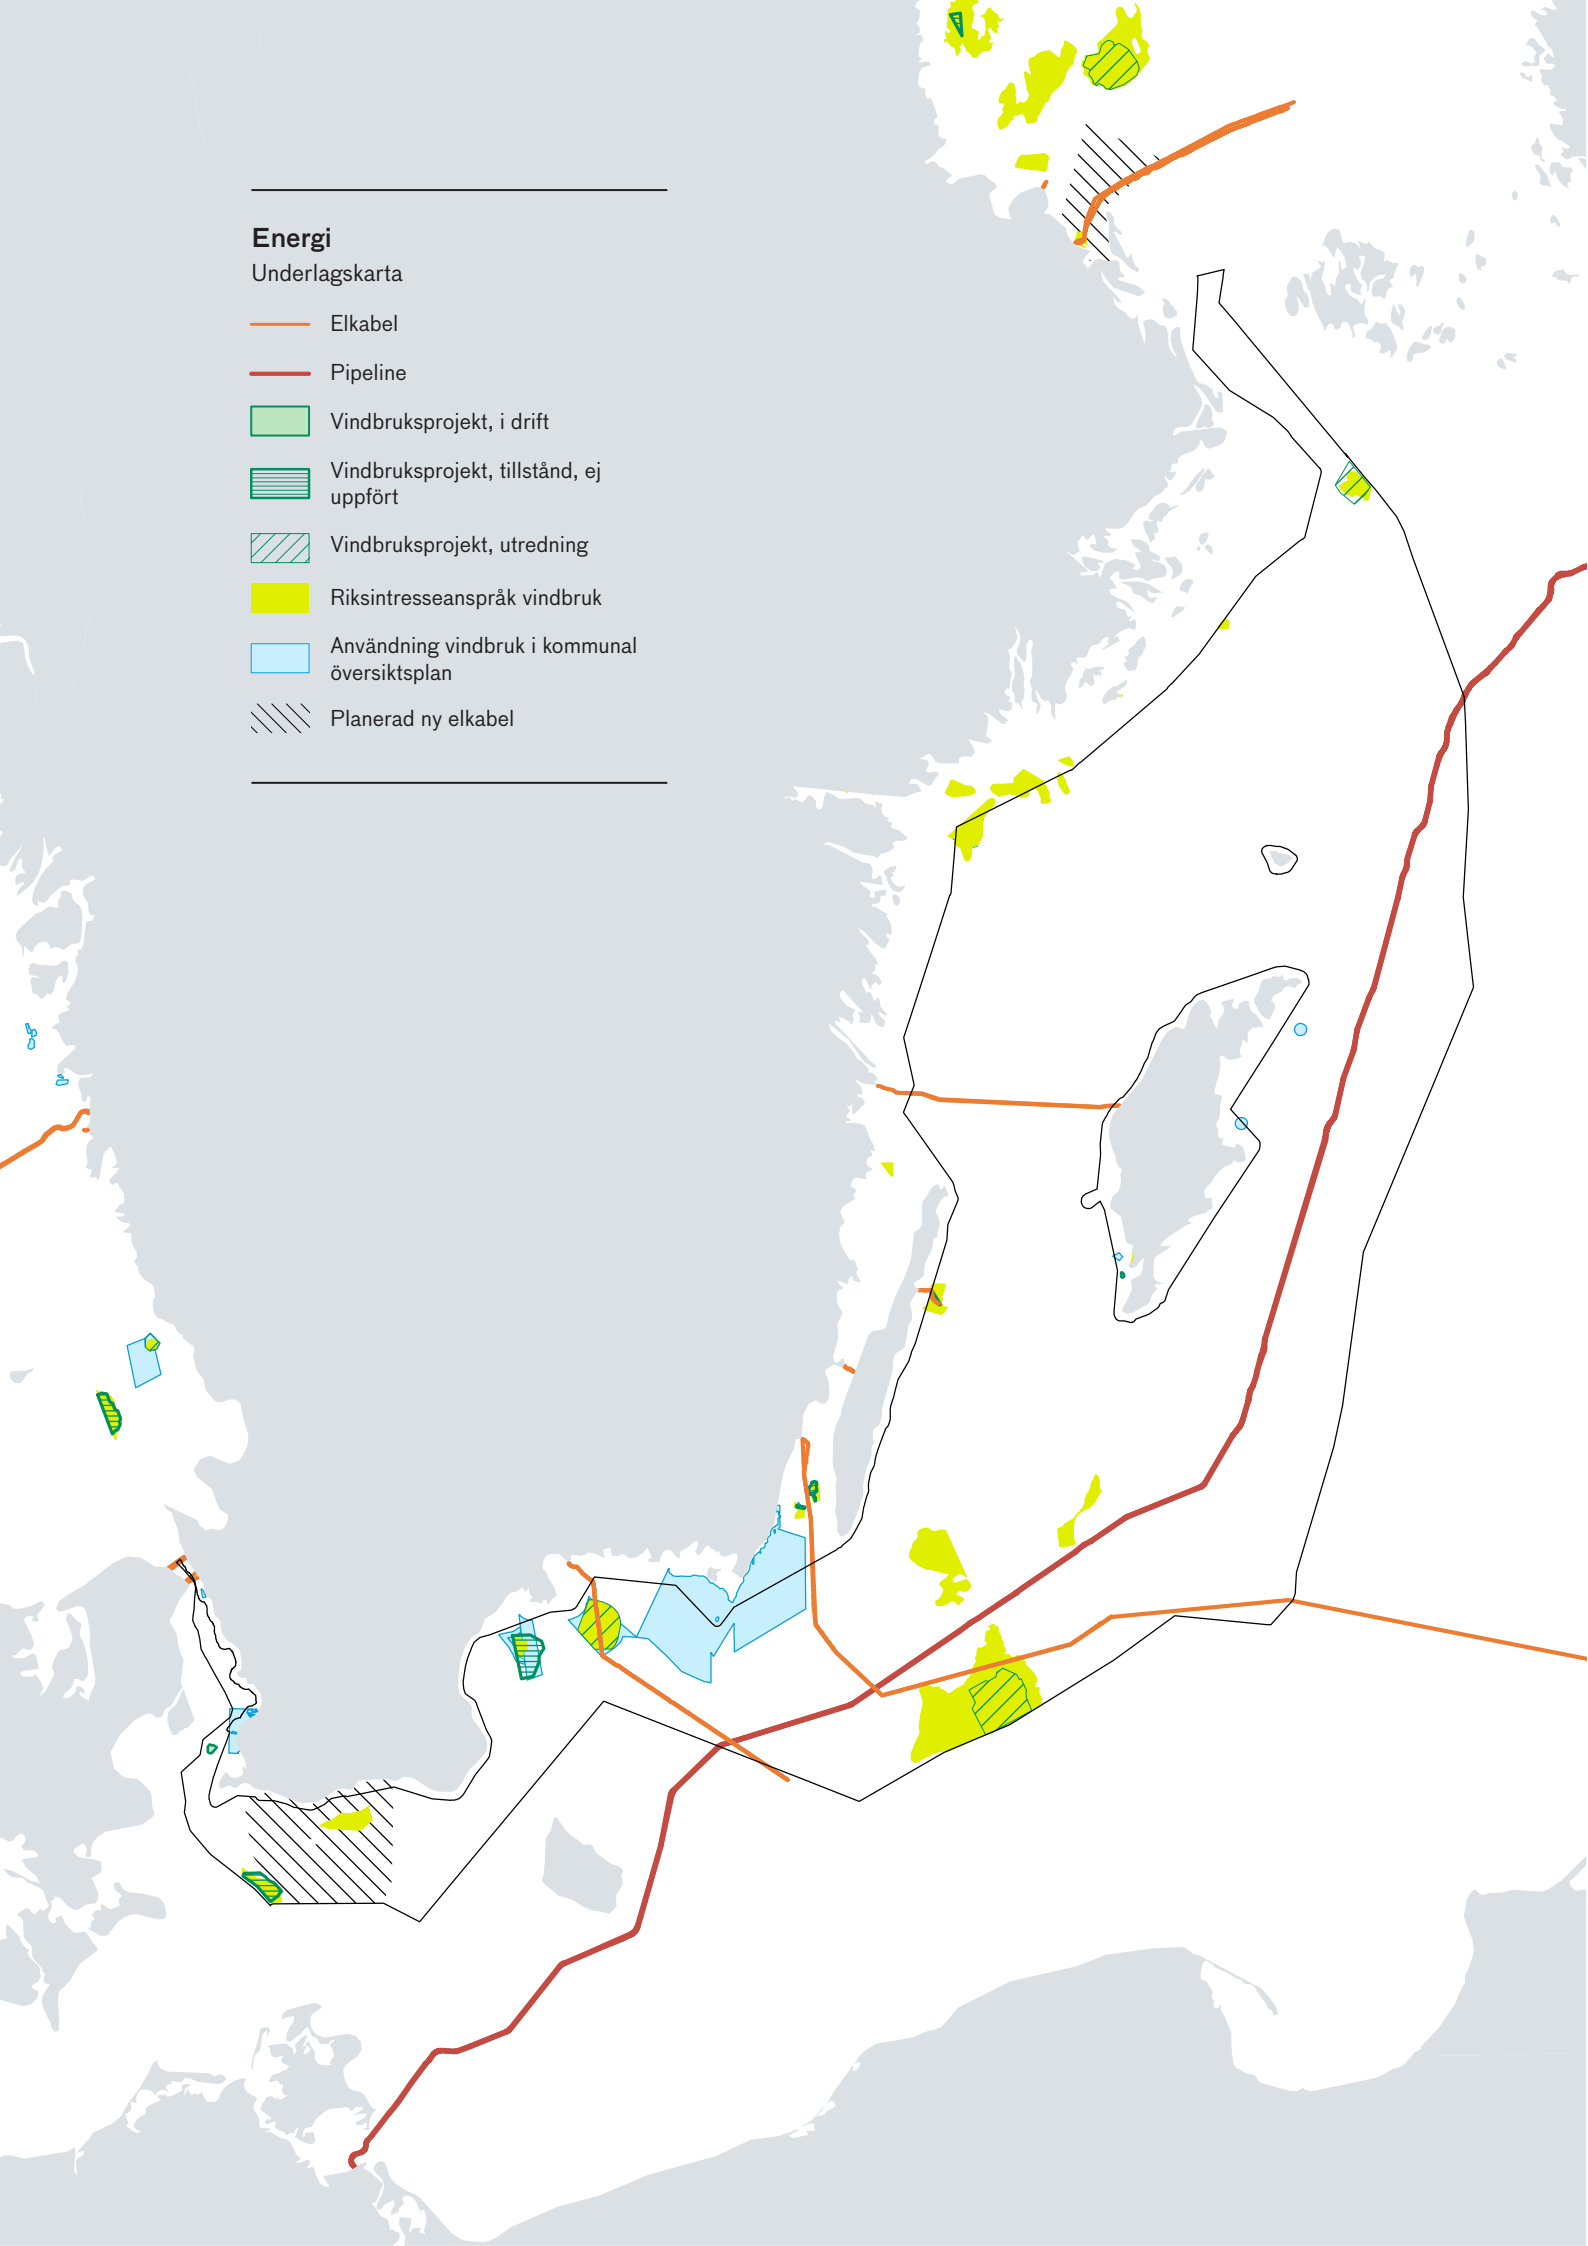 Energi
Underlagskarta
Elkabel
Pipeline
Vindbruksprojekt, i drift
Vindbruksprojekt, tillstånd, ej
uppfört
Vindbruksprojekt, utredning
Riksintresseanspråk vindbruk
Användning vindbruk i kommunal
översiktsplan
Planerad ny elkabel